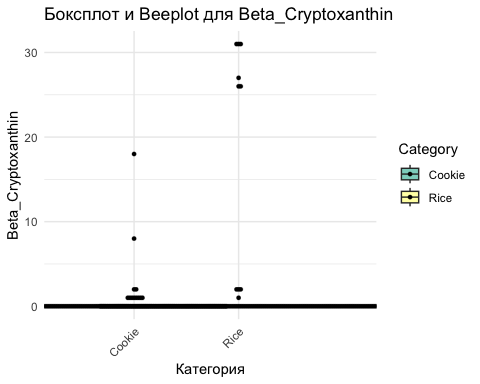 Боксплот и Beeplot для Beta_Cryptoxanthin
Beta_Cryptoxanthin
30
20
10
0
Cookie
Rice
Категория
Category
Cookie
Rice